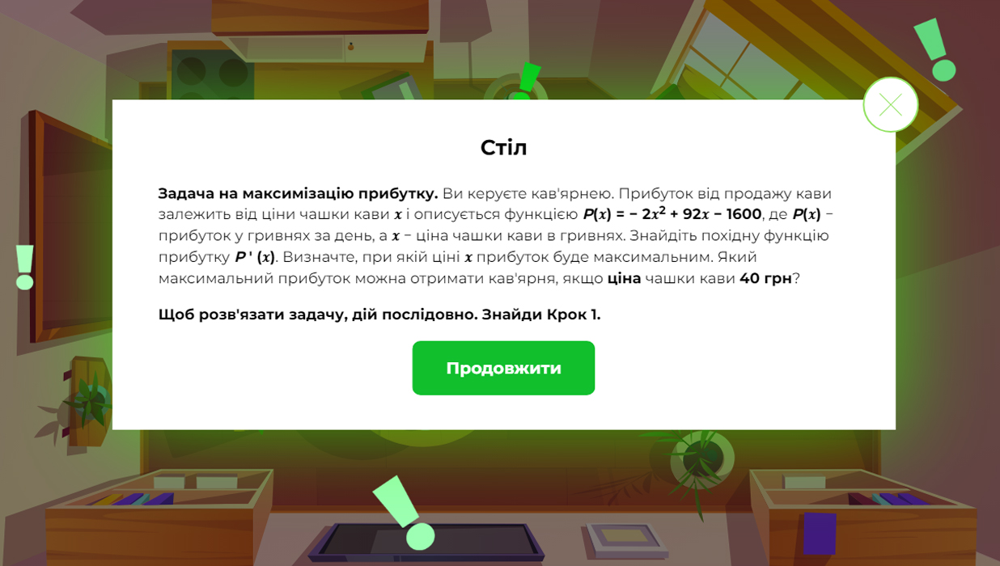 Стіл
Задача на максимізацію прибутку. Ви керуєте кав'ярнею. Прибуток від продажу кави
залежить від ціни чашки кави x і описується функцією P(x) = − 2x² + 92x − 1600, де P(x) −
прибуток у гривнях за день, а x − ціна чашки кави в гривнях. Знайдіть похідну функцію
прибутку P ' (x). Визначте, при якій ціні x прибуток буде максимальним. Який
максимальний прибуток можна отримати кав'ярня, якщо ціна чашки кави 40 грн?
Щоб розв'язати задачу, дій послідовно. Знайди Крок 1.
Продовжити